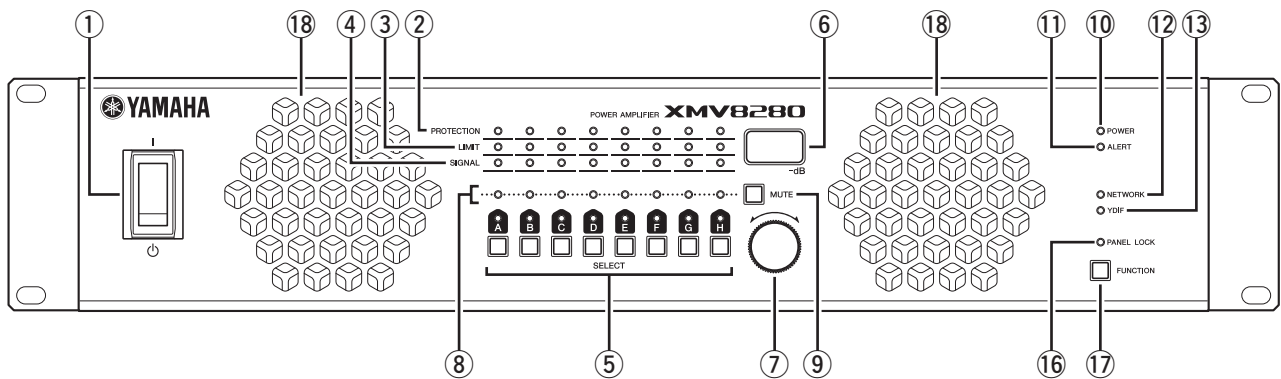 ① ⑱ ④ ③ ② ⑥ ⑱ ⑪ ⑩ ⑫ ⑬
YAMAHA
POWER AMPLIFIER XMV8280
PROTECTION
LIMIT
SIGNAL
-dB
MUTE
A B C D E F G H
SELECT
POWER
ALERT
NETWORK
YDIF
PANEL LOCK
FUNCTION
⑧ ⑤ ⑦ ⑨ ⑯ ⑰